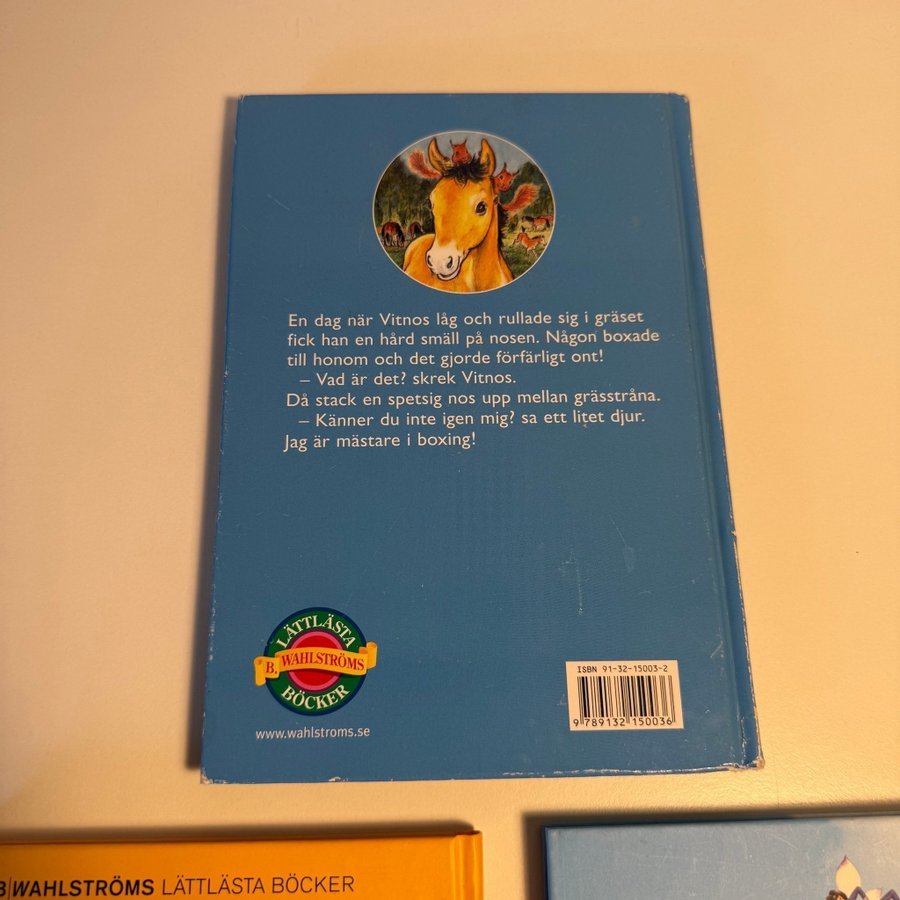 En dag när Vitnos låg och rullade sig i gräset
fick han en hård smäll på nosen. Någon boxade
till honom och det gjorde förfärligt ont!
– Vad är det? skrek Vitnos.
Då stack en spetsig nos upp mellan grässtråna.
– Känner du inte igen mig? sa ett litet djur.
Jag är mästare i boxing!
LÄTTLÄSTA
B. WAHLSTRÖMS
BÖCKER
www.wahlstroms.se
ISBN 91-32-15003-2
9 789132 150036
B|WAHLSTRÖMS LÄTTLÄSTA BÖCKER